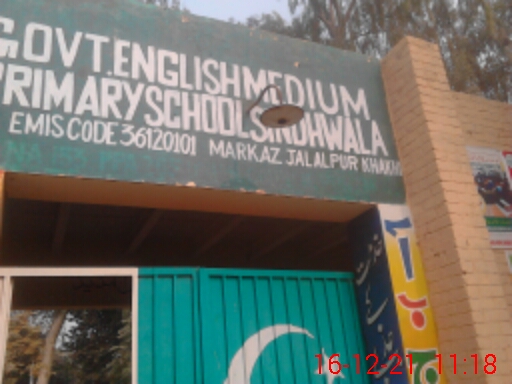 GOVT. ENGLISH MEDIUM
PRIMARY SCHOOL SINDHWALA
EMIS CODE 36120101 MARKAZ JALALPUR KHAKHI
16-12-21 11:18